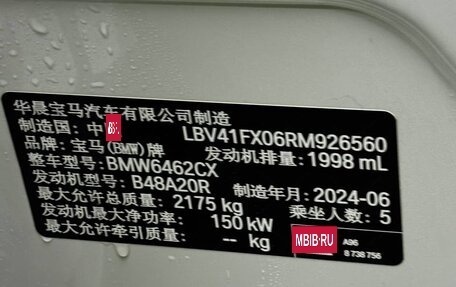 华晨宝马汽车有限公司制造
制造国: 中 LBV41FX06RM926560
品牌: 宝马(BMW)牌 发动机排量: 1998 mL
整车型号: BMW6462CX
发动机型号: B48A20R 制造年月 2024-06
最大允许总质量: 2175 kg 乘坐人数: 5
发动机最大净功率: 150 kW
最大允许牵引质量: -- kg
MBIB.RU
A96
8 738 756